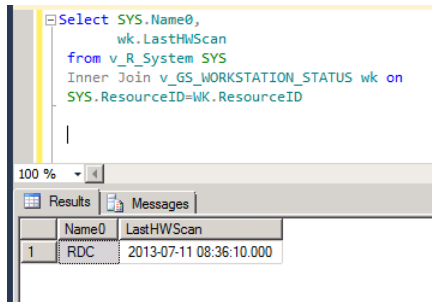 Select SYS.Name0,
wk.LastHWScan
from v_R_System SYS
Inner Join v_GS_WORKSTATION_STATUS wk on
SYS.ResourceID=WK.ResourceID
100 %
Results Messages
Name0 LastHWScan
1 RDC 2013-07-11 08:36:10.000